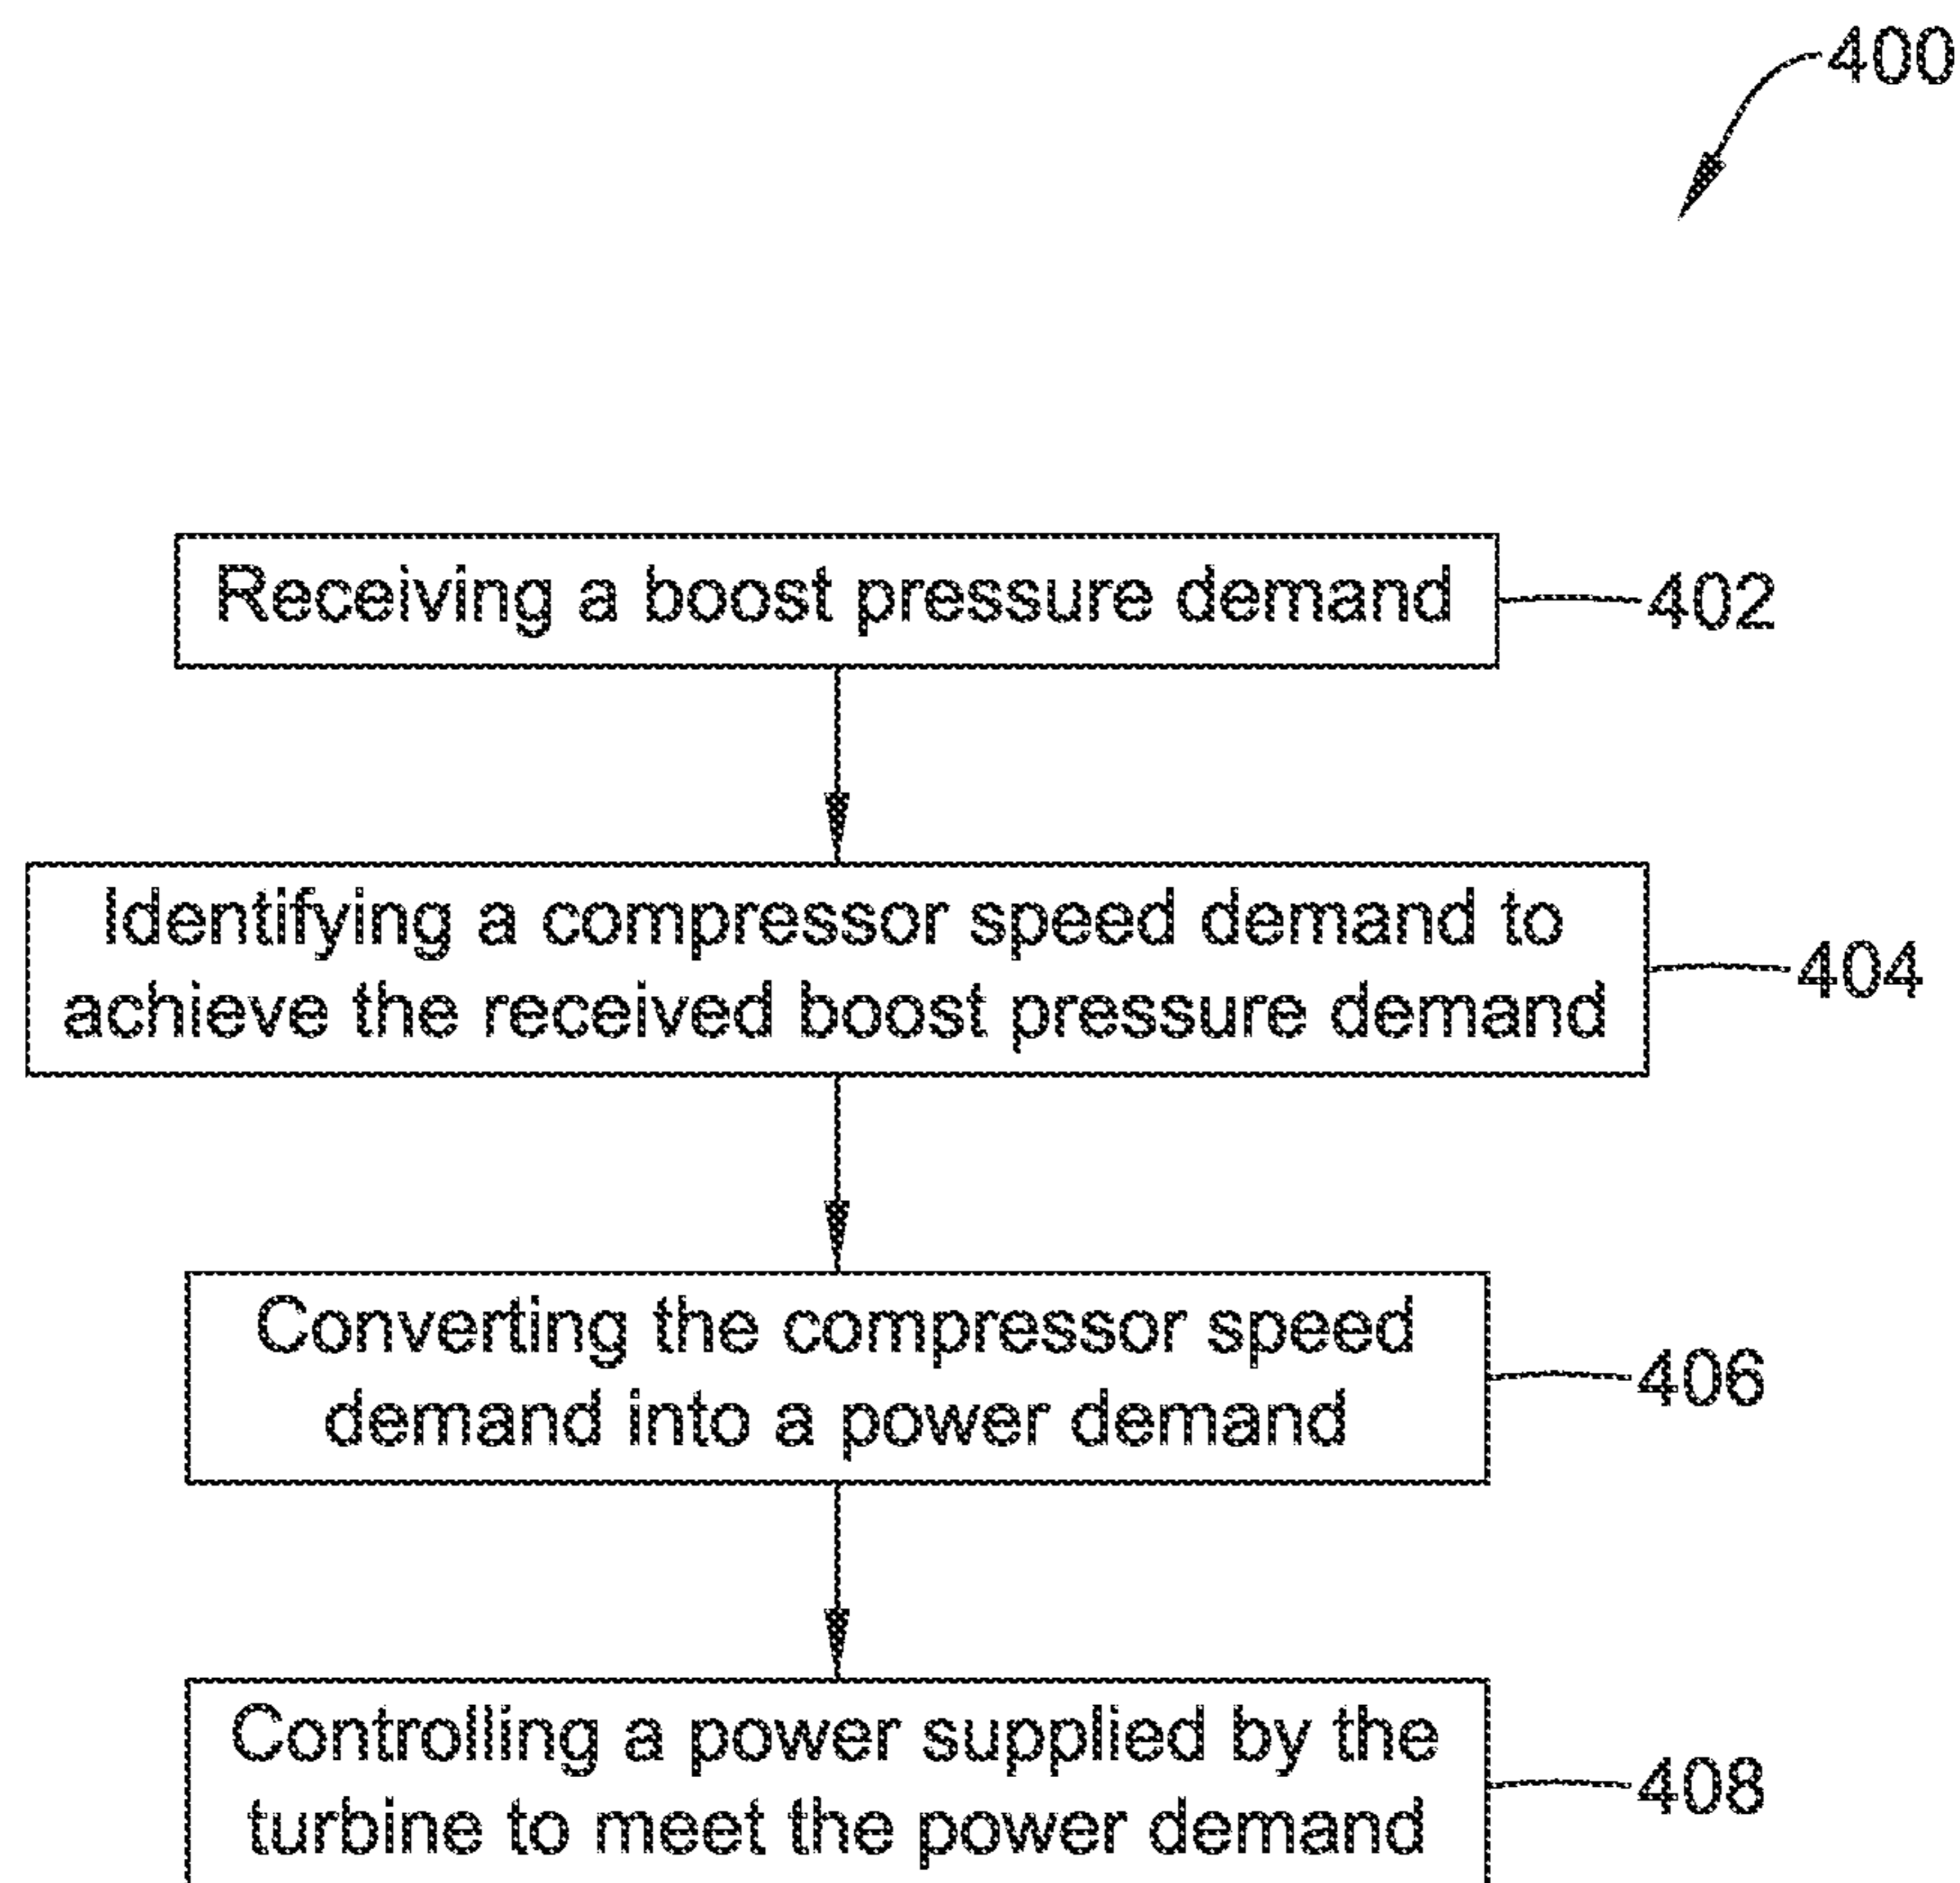 400
Receiving a boost pressure demand
402
Identifying a compressor speed demand to
achieve the received boost pressure demand
404
Converting the compressor speed
demand into a power demand
406
Controlling a power supplied by the
turbine to meet the power demand
408